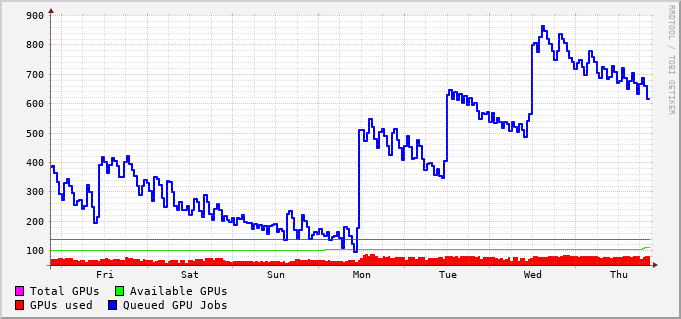 900
800
700
600
500
400
300
200
100
Fri Sat Sun Mon Tue Wed Thu
Total GPUs Available GPUs
GPUs used Queued GPU Jobs
RRDTOOL / TOBI OETIKER